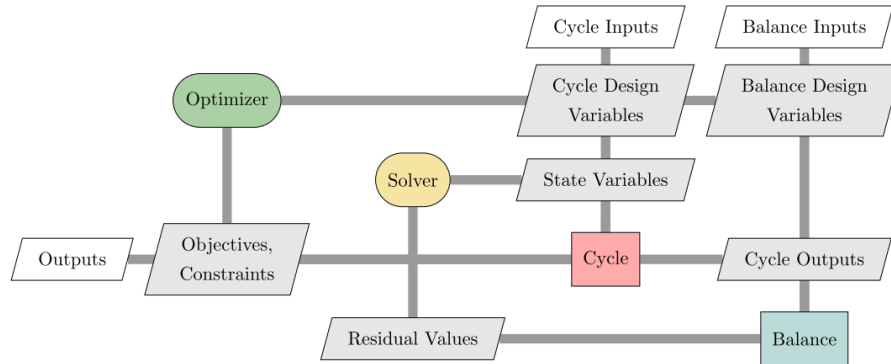 Cycle Inputs
Balance Inputs
Optimizer
Cycle Design
Variables
Balance Design
Variables
Solver
State Variables
Outputs
Objectives,
Constraints
Cycle
Cycle Outputs
Residual Values
Balance